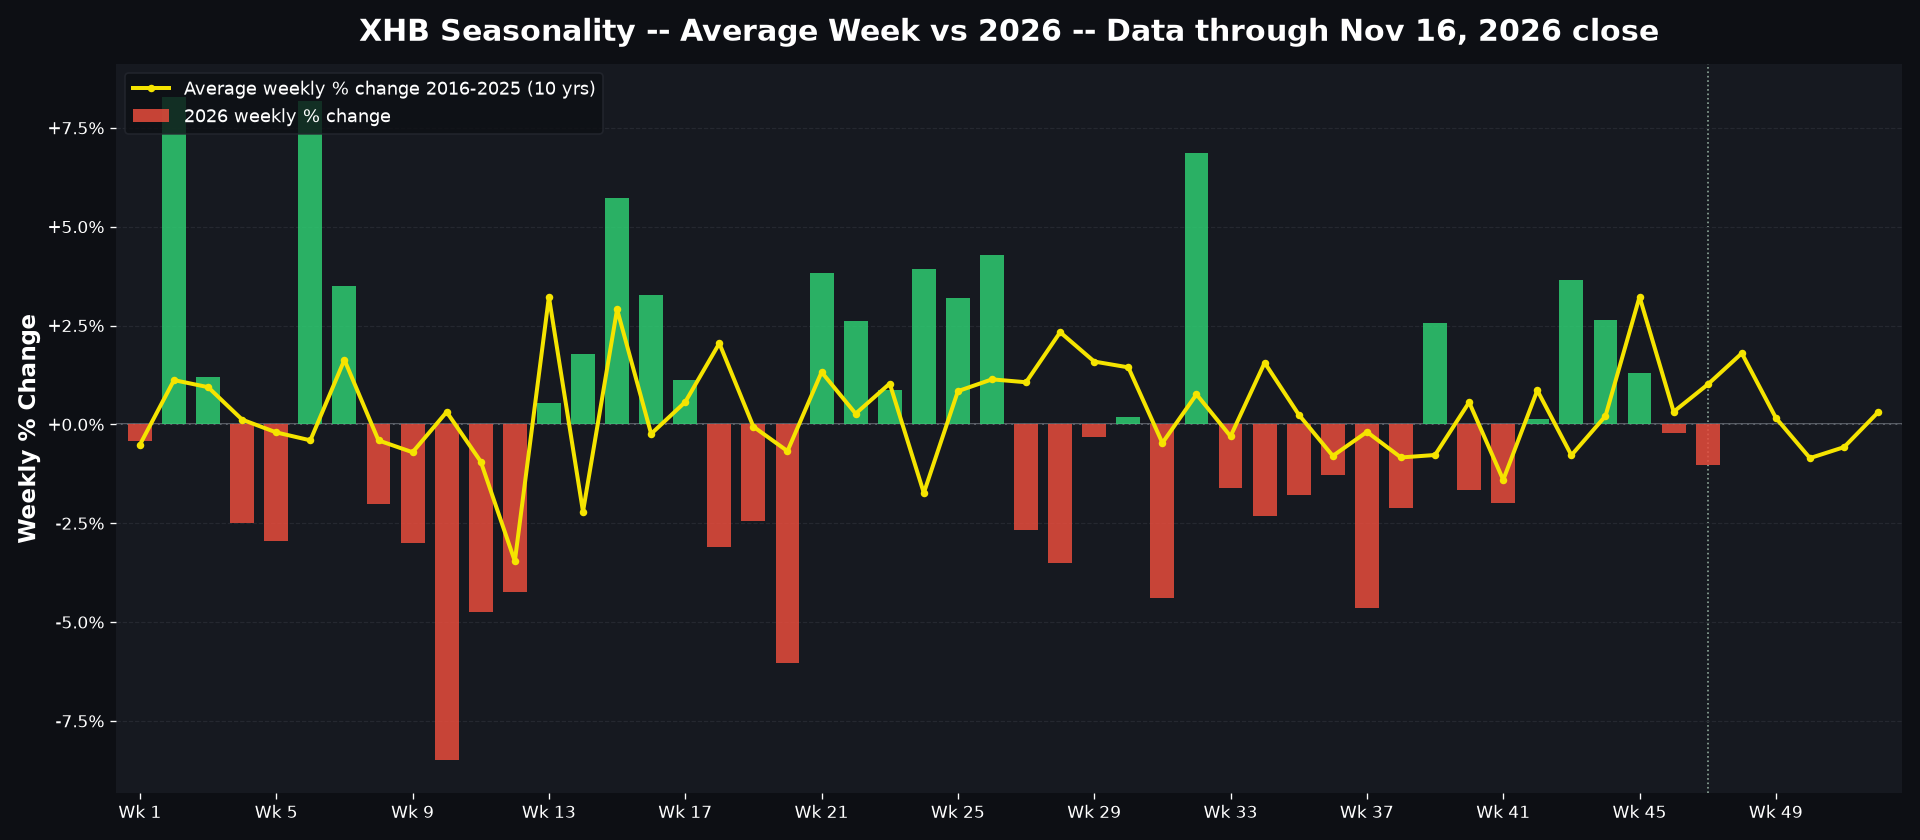 XHB Seasonality -- Average Week vs 2026 -- Data through Nov 16, 2026 close
Average weekly % change 2016-2025 (10 yrs)
2026 weekly % change
Weekly % Change
+7.5%
+5.0%
+2.5%
+0.0%
-2.5%
-5.0%
-7.5%
Wk 1 Wk 5 Wk 9 Wk 13 Wk 17 Wk 21 Wk 25 Wk 29 Wk 33 Wk 37 Wk 41 Wk 45 Wk 49